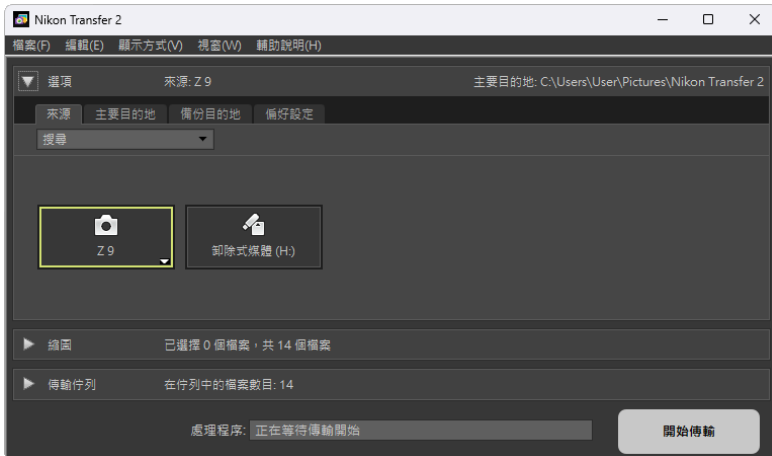 Nikon Transfer 2
檔案(F) 編輯(E) 顯示方式(V) 視窗(W) 輔助說明(H)
選項 來源: Z 9 主要目的地: C:\Users\User\Pictures\Nikon Transfer 2
來源 主要目的地 備份目的地 偏好設定
搜尋
Z 9 卸除式媒體 (H:)
縮圖 已選擇 0 個檔案，共 14 個檔案
傳輸佇列 在佇列中的檔案數目: 14
處理程序: 正在等待傳輸開始 開始傳輸